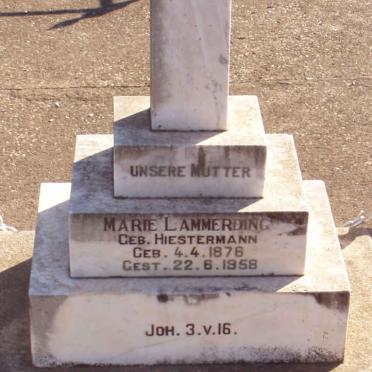 UNSERE MUTTER
MARIE LAMMERDING
GEB. HIESTERMANN
GEB. 4.4.1876
GEST. 22.6.1958
JOH. 3.V.16.